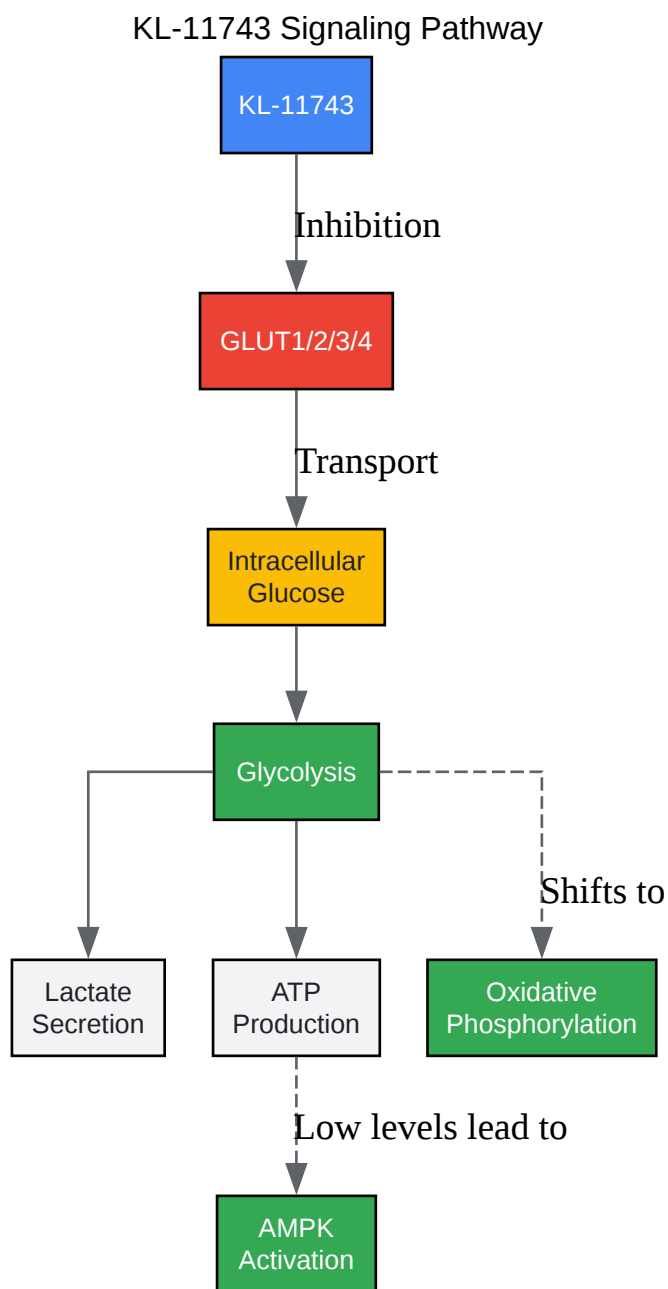 KL-11743 Signaling Pathway
KL-11743
Inhibition
GLUT1/2/3/4
Transport
Intracellular
Glucose
Glycolysis
Shifts to
Lactate
Secretion
ATP
Production
Oxidative
Phosphorylation
Low levels lead to
AMPK
Activation